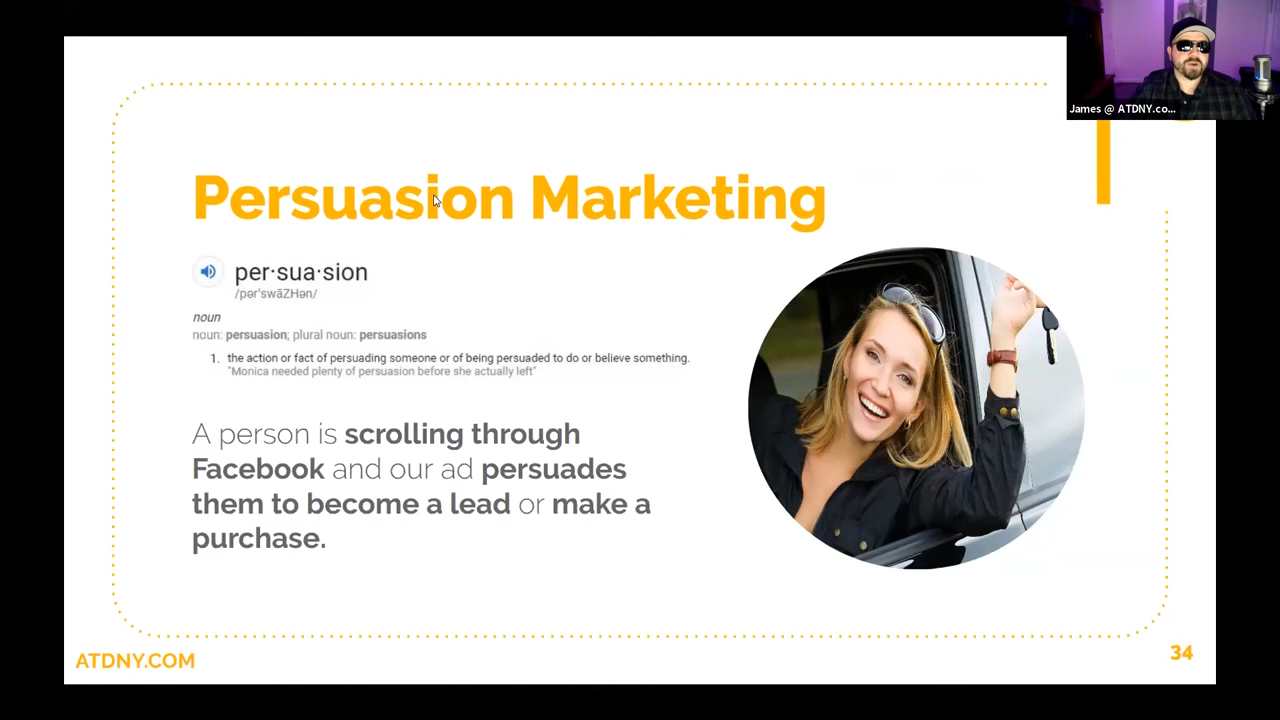 James @ ATDNY.co...
Persuasion Marketing
per·sua·sion
/pərˈswāZHən/
noun
noun: persuasion; plural noun: persuasions
1. the action or fact of persuading someone or of being persuaded to do or believe something.
"Monica needed plenty of persuasion before she actually left"
A person is scrolling through
Facebook and our ad persuades
them to become a lead or make a
purchase.
ATDNY.COM
34